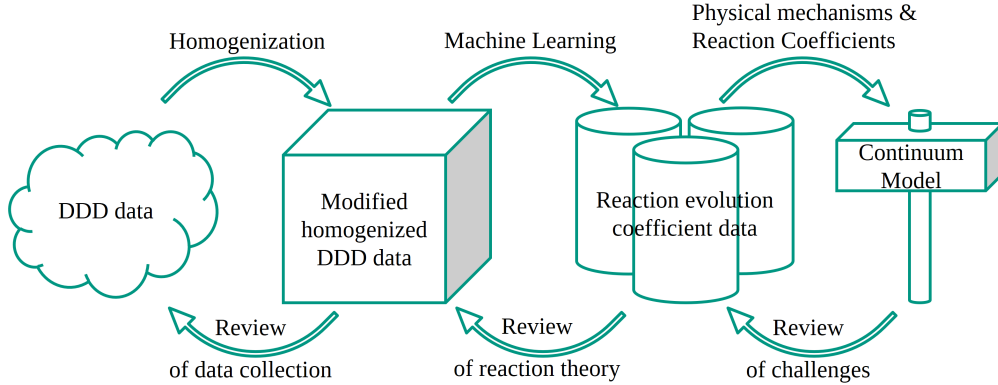 Physical mechanisms &
Reaction Coefficients
Homogenization
Machine Learning
DDD data
Modified
homogenized
DDD data
Reaction evolution
coefficient data
Continuum
Model
Review
of data collection
Review
of reaction theory
Review
of challenges